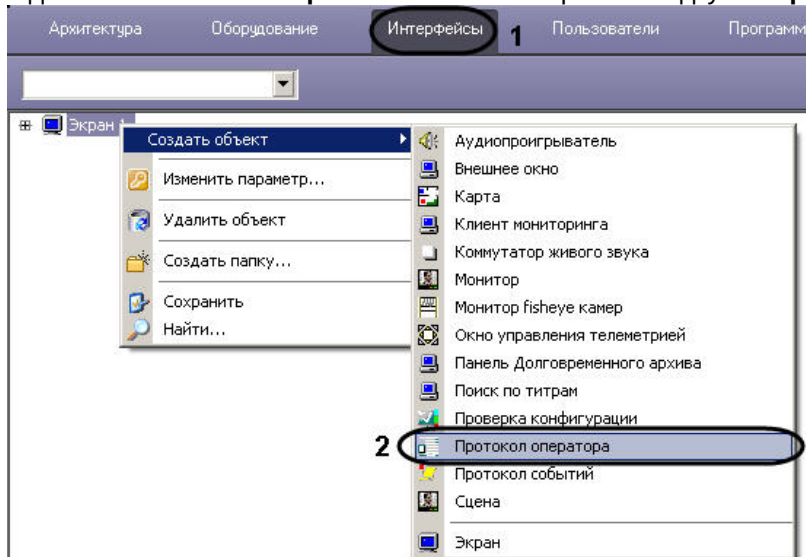 Архитектура Оборудование Интерфейсы 1 Пользователи Программ
Экран 1
Создать объект
Изменить параметр...
Удалить объект
Создать папку...
Сохранить
Найти...
Аудиопроигрыватель
Внешнее окно
Карта
Клиент мониторинга
Коммутатор живого звука
Монитор
Монитор fisheye камер
Окно управления телеметрией
Панель Долговременного архива
Поиск по титрам
Проверка конфигурации
2 Протокол оператора
Протокол событий
Сцена
Экран